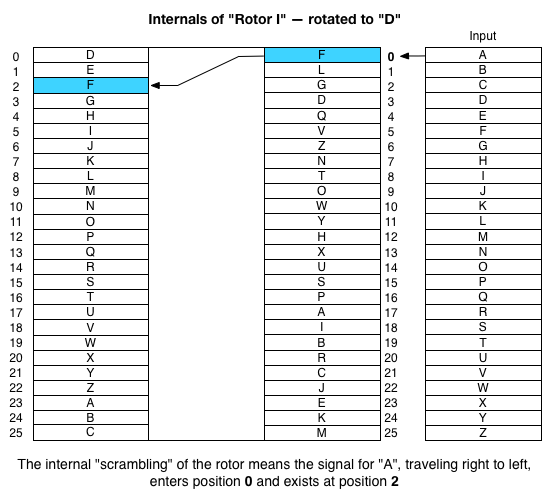 Internals of "Rotor I" — rotated to "D"
Input
0 D F 0 A
1 E L 1 B
2 F G 2 C
3 G D 3 D
4 H Q 4 E
5 I V 5 F
6 J Z 6 G
7 K N 7 H
8 L T 8 I
9 M O 9 J
10 N W 10 K
11 O Y 11 L
12 P H 12 M
13 Q X 13 N
14 R U 14 O
15 S S 15 P
16 T P 16 Q
17 U A 17 R
18 V I 18 S
19 W B 19 T
20 X R 20 U
21 Y C 21 V
22 Z J 22 W
23 A E 23 X
24 B K 24 Y
25 C M 25 Z
The internal "scrambling" of the rotor means the signal for "A", traveling right to left,
enters position 0 and exists at position 2